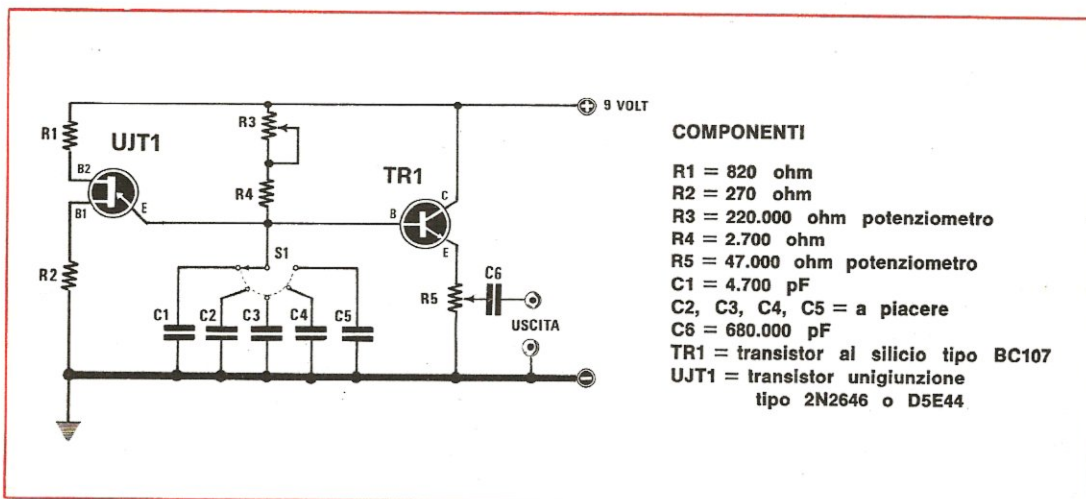 R1
UJT1
B2
B1
E
R2
R3
R4
TR1
B
C
E
S1
C1
C2
C3
C4
C5
R5
C6
USCITA
+
9 VOLT
−
COMPONENTI
R1 = 820 ohm
R2 = 270 ohm
R3 = 220.000 ohm potenziometro
R4 = 2.700 ohm
R5 = 47.000 ohm potenziometro
C1 = 4.700 pF
C2, C3, C4, C5 = a piacere
C6 = 680.000 pF
TR1 = transistor al silicio tipo BC107
UJT1 = transistor unigiunzione
tipo 2N2646 o D5E44